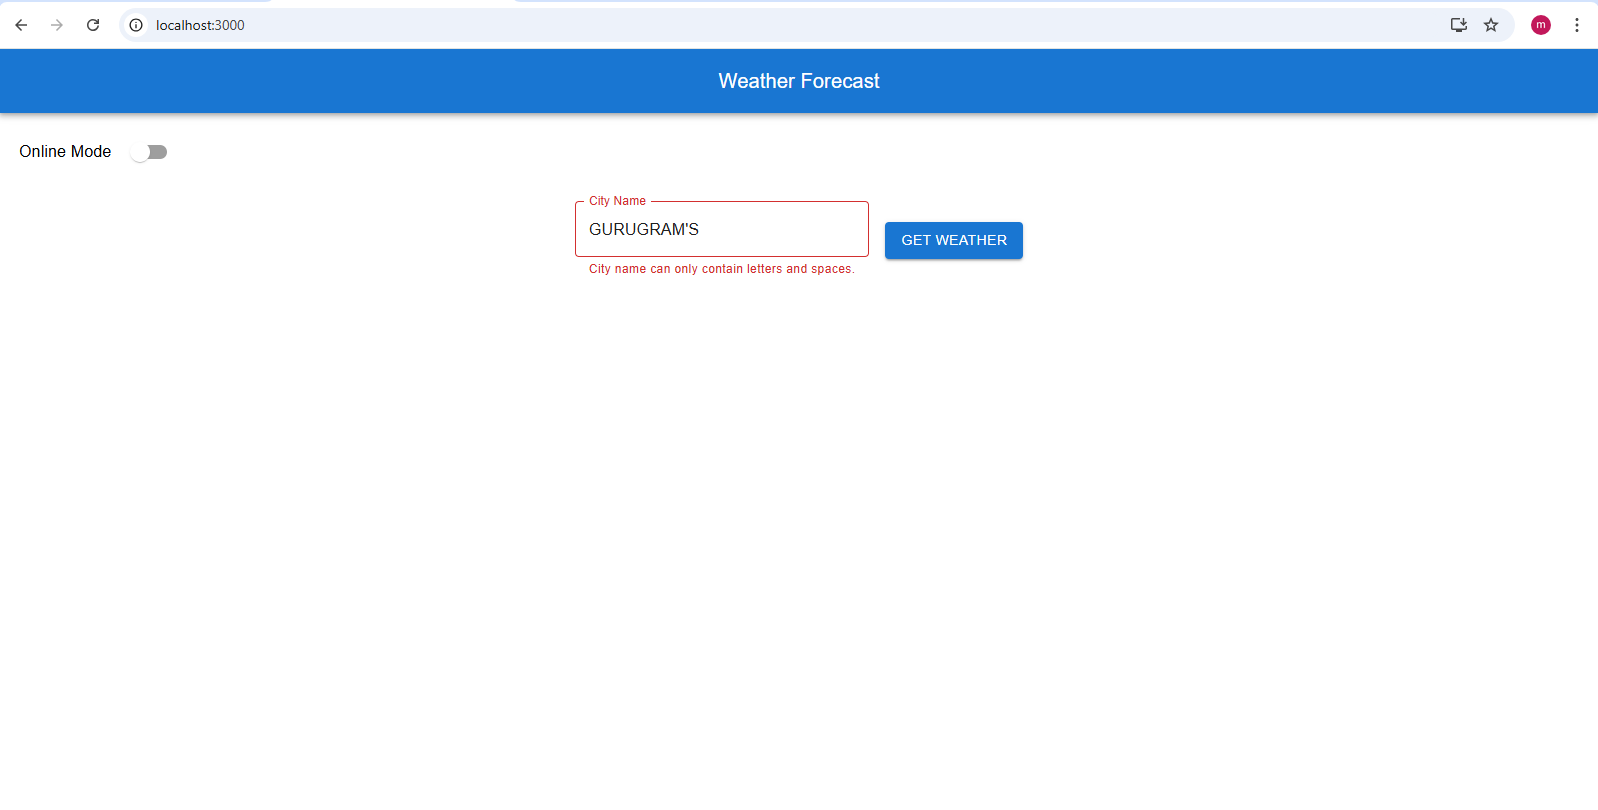 localhost:3000
m
Weather Forecast
Online Mode
City Name
GURUGRAM'S
GET WEATHER
City name can only contain letters and spaces.